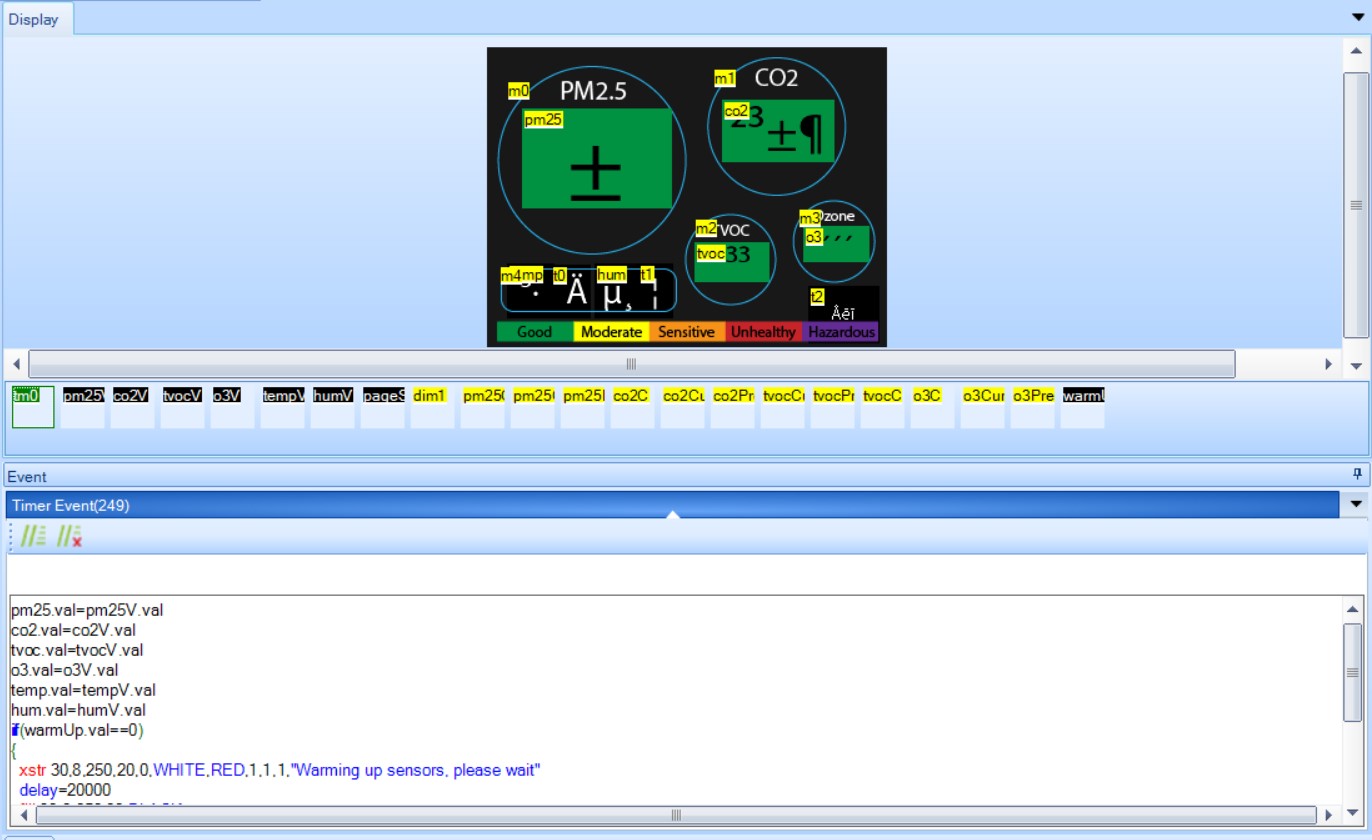 Display
m0
PM2.5
m1
CO2
pm25
±
co2
23±¶
m2
TVOC
m3
zone
tvoc
33
o3
m4
mp
t0
hum
t1
Ä
µ¸
¦
t2
Âêï
Good Moderate Sensitive Unhealthy Hazardous
tm0 pm25V co2V tvocV o3V tempV humV pageS dim1 pm25C pm25 pm25 co2C co2Cu co2Pr tvocCu tvocPr tvocC o3C o3Cur o3Pre warmU
Event
Timer Event(249)
pm25.val=pm25V.val
co2.val=co2V.val
tvoc.val=tvocV.val
o3.val=o3V.val
temp.val=tempV.val
hum.val=humV.val
if(warmUp.val==0)
{
xstr 30,8,250,20,0,WHITE,RED,1,1,1,"Warming up sensors, please wait"
delay=20000